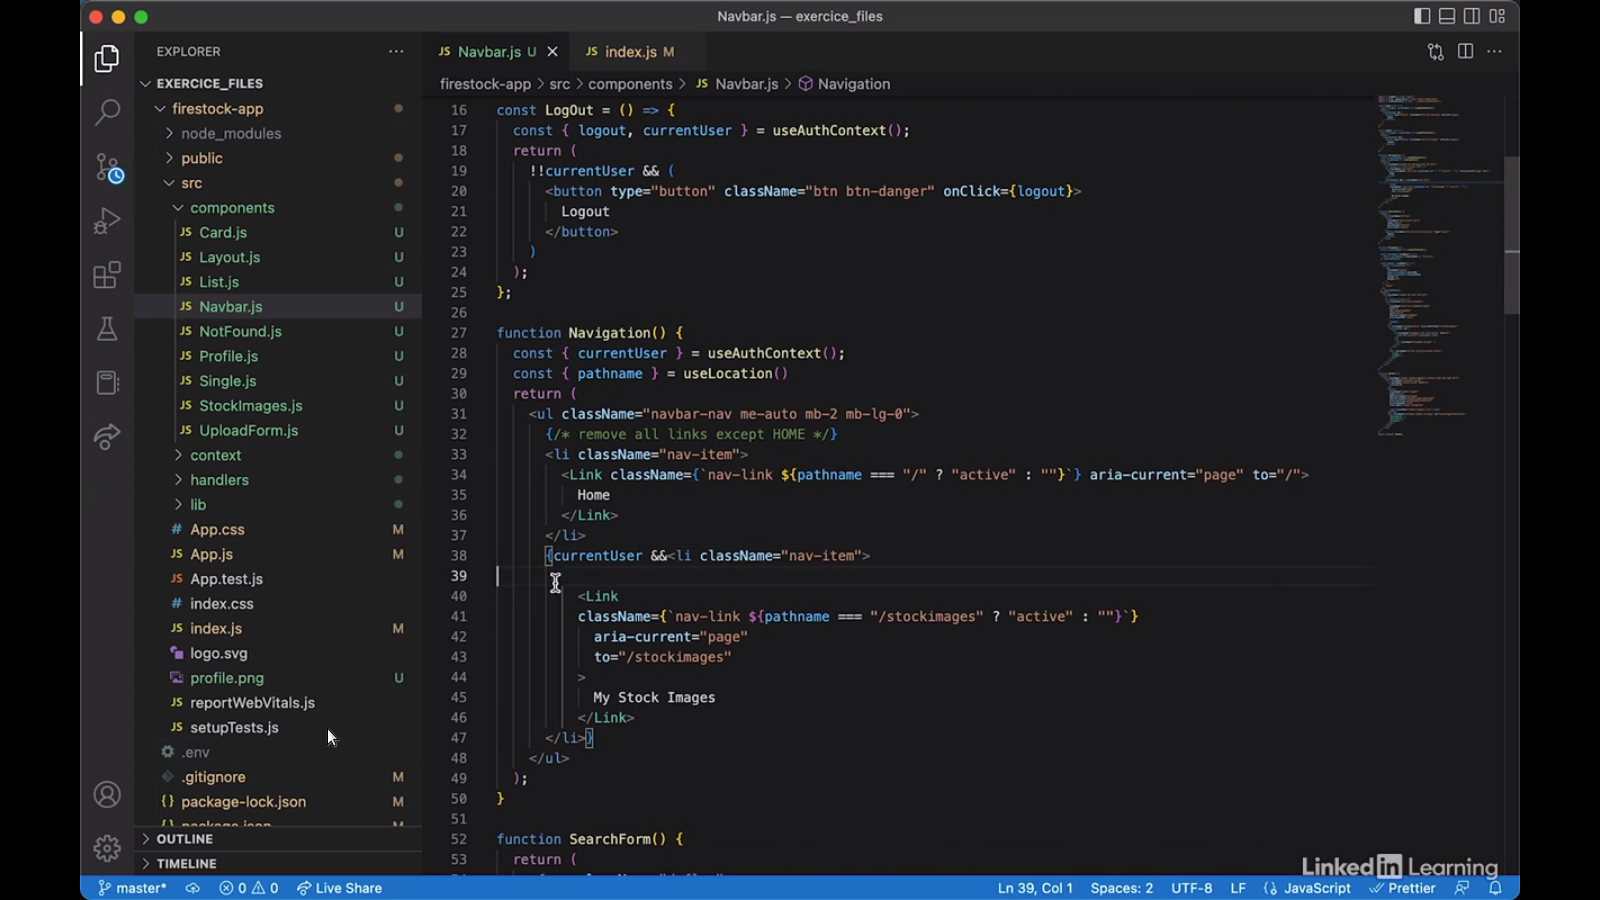 Navbar.js — exercice_files
EXPLORER
EXERCICE_FILES
firestock-app
node_modules
public
src
components
JS Card.js U
JS Layout.js U
JS List.js U
JS Navbar.js U
JS NotFound.js U
JS Profile.js U
JS Single.js U
JS StockImages.js U
JS UploadForm.js U
context
handlers
lib
# App.css M
JS App.js M
JS App.test.js
# index.css
JS index.js M
logo.svg
profile.png U
JS reportWebVitals.js
JS setupTests.js
.env
.gitignore M
{} package-lock.json M
{} package.json M
OUTLINE
TIMELINE
JS Navbar.js U
JS index.js M
firestock-app > src > components > JS Navbar.js > Navigation
16 const LogOut = () => {
17 const { logout, currentUser } = useAuthContext();
18 return (
19 !!currentUser && (
20 <button type="button" className="btn btn-danger" onClick={logout}>
21 Logout
22 </button>
23 )
24 );
25 };
26
27 function Navigation() {
28 const { currentUser } = useAuthContext();
29 const { pathname } = useLocation()
30 return (
31 <ul className="navbar-nav me-auto mb-2 mb-lg-0">
32 {/* remove all links except HOME */}
33 <li className="nav-item">
34 <Link className={`nav-link ${pathname === "/" ? "active" : ""}`} aria-current="page" to="/">
35 Home
36 </Link>
37 </li>
38 {currentUser &&<li className="nav-item">
39
40 <Link
41 className={`nav-link ${pathname === "/stockimages" ? "active" : ""}`}
42 aria-current="page"
43 to="/stockimages"
44 >
45 My Stock Images
46 </Link>
47 </li>}
48 </ul>
49 );
50 }
51
52 function SearchForm() {
53 return (
LinkedIn Learning
master* 0 0 Live Share Ln 39, Col 1 Spaces: 2 UTF-8 LF {} JavaScript Prettier